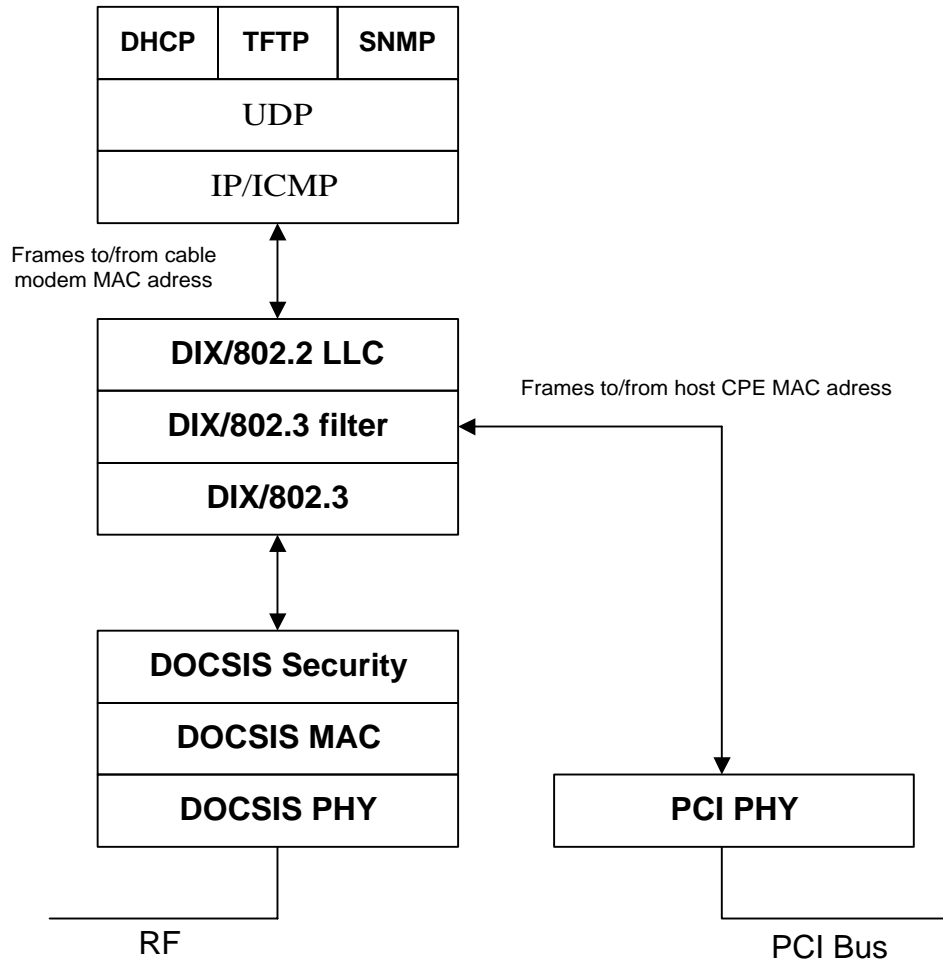 DHCP TFTP SNMP
UDP
IP/ICMP
Frames to/from cable
modem MAC adress
DIX/802.2 LLC
Frames to/from host CPE MAC adress
DIX/802.3 filter
DIX/802.3
DOCSIS Security
DOCSIS MAC
DOCSIS PHY
PCI PHY
RF
PCI Bus